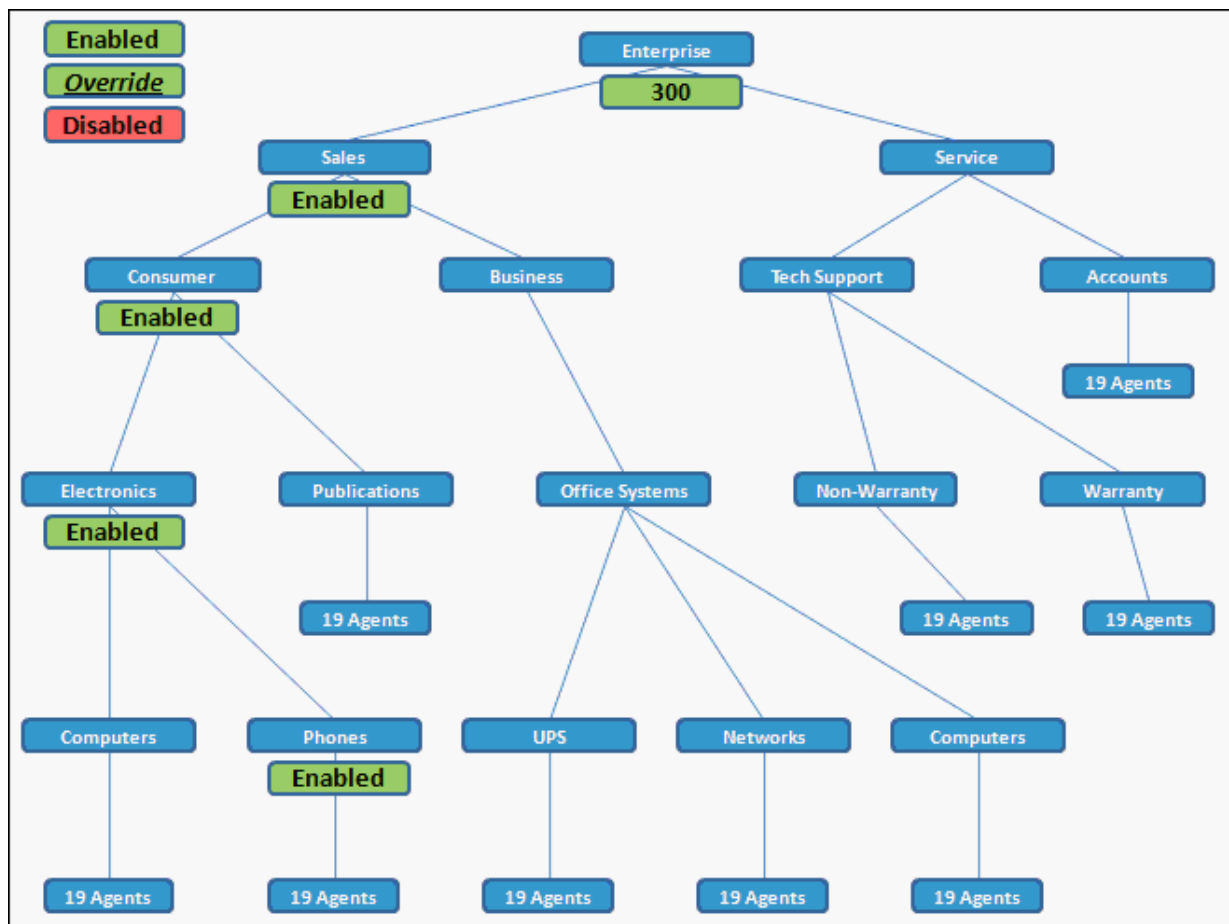 Enabled
Override
Disabled
Enterprise
300
Sales
Service
Enabled
Consumer
Business
Tech Support
Accounts
Enabled
19 Agents
Electronics
Publications
Office Systems
Non-Warranty
Warranty
Enabled
19 Agents
19 Agents
19 Agents
Computers
Phones
UPS
Networks
Computers
Enabled
19 Agents
19 Agents
19 Agents
19 Agents
19 Agents